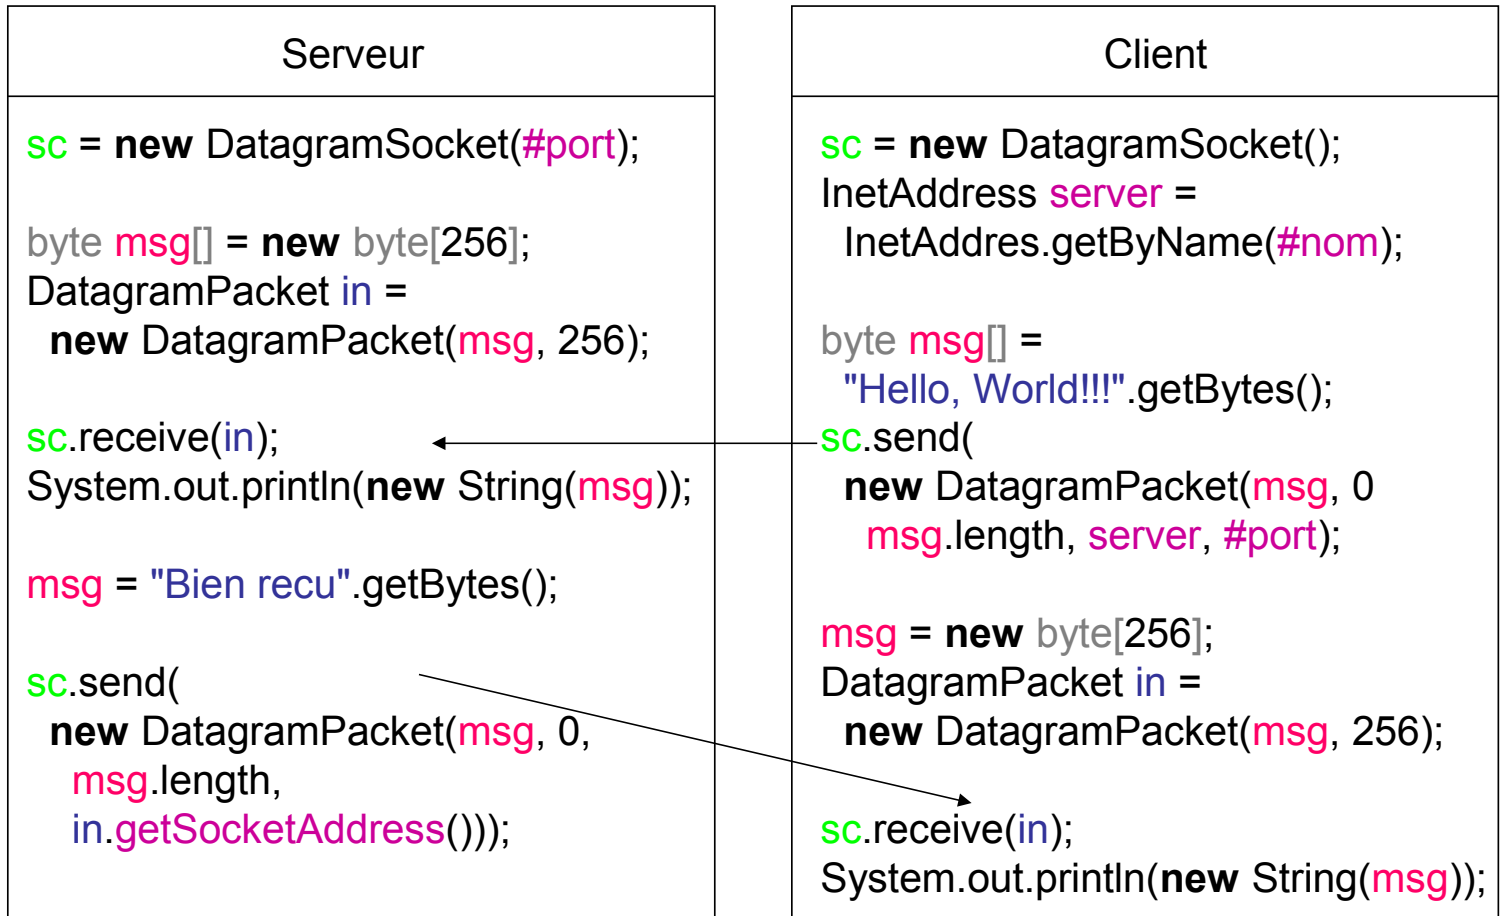 Serveur
sc = new DatagramSocket(#port);
byte msg[] = new byte[256];
DatagramPacket in =
new DatagramPacket(msg, 256);
sc.receive(in);
System.out.println(new String(msg));
msg = "Bien recu".getBytes();
sc.send(
new DatagramPacket(msg, 0,
msg.length,
in.getSocketAddress()));
Client
sc = new DatagramSocket();
InetAddress server =
InetAddres.getByName(#nom);
byte msg[] =
"Hello, World!!!".getBytes();
sc.send(
new DatagramPacket(msg, 0
msg.length, server, #port);
msg = new byte[256];
DatagramPacket in =
new DatagramPacket(msg, 256);
sc.receive(in);
System.out.println(new String(msg));